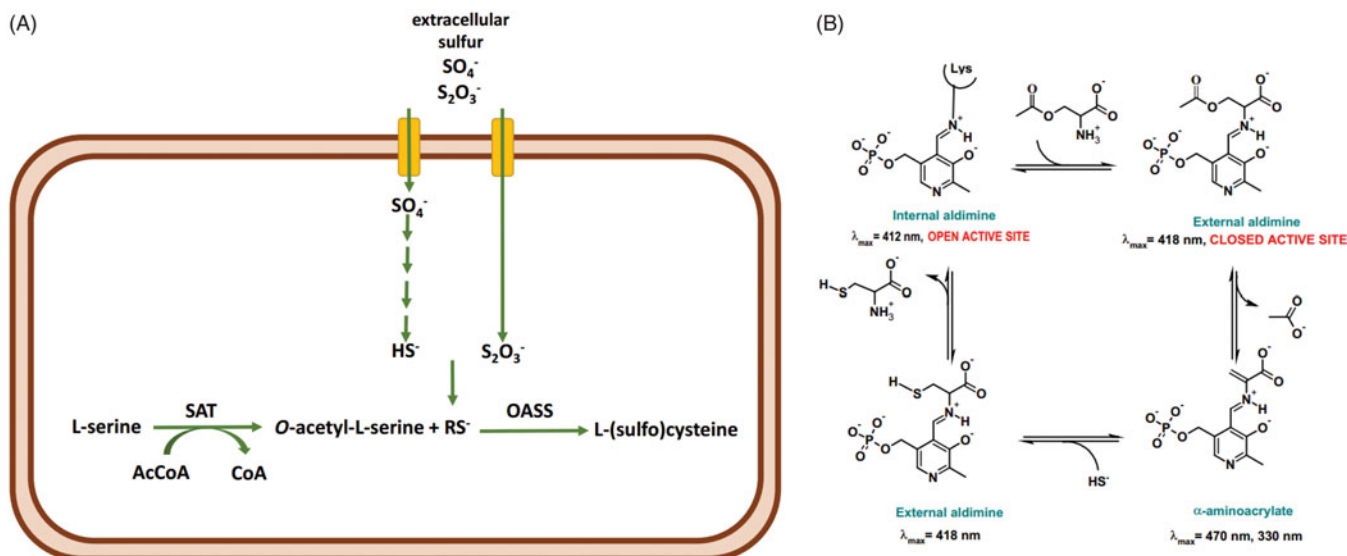 (A)
extracellular
sulfur
SO₄⁻
S₂O₃⁻
SO₄⁻
HS⁻
S₂O₃⁻
SAT
OASS
L-serine
O-acetyl-L-serine + RS⁻
L-(sulfo)cysteine
AcCoA
CoA
(B)
Lys
N⁺
H
O⁻
O⁻
P
O
O
O⁻
N
O
O
O⁻
O
NH₃⁺
O
O
O⁻
O
N⁺
H
O⁻
O⁻
P
O
O
O⁻
N
Internal aldimine
λmax= 412 nm, OPEN ACTIVE SITE
External aldimine
λmax= 418 nm, CLOSED ACTIVE SITE
H
S
O⁻
O
NH₃⁺
O
O⁻
H
S
O⁻
O
N⁺
H
O⁻
O⁻
P
O
O
O⁻
N
HS⁻
O⁻
O
N⁺
H
O⁻
O⁻
P
O
O
O⁻
N
External aldimine
λmax= 418 nm
α-aminoacrylate
λmax= 470 nm, 330 nm